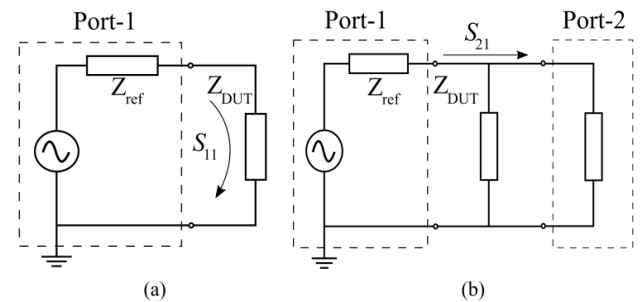 Port-1
Z_ref
Z_DUT
S_11
(a)
Port-1
Port-2
S_21
Z_ref
Z_DUT
(b)